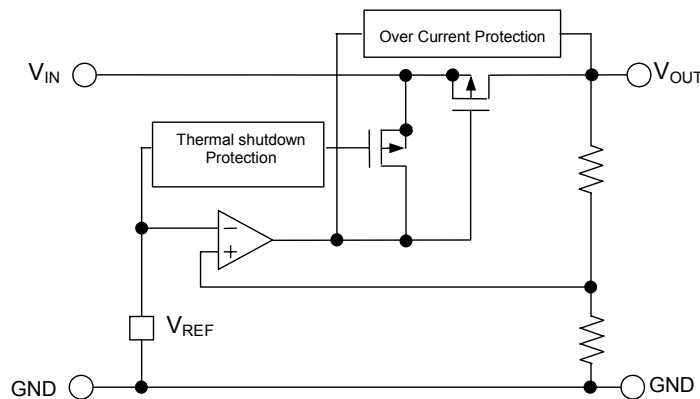 Over Current Protection
VIN
VOUT
Thermal shutdown
Protection
−
+
VREF
GND
GND